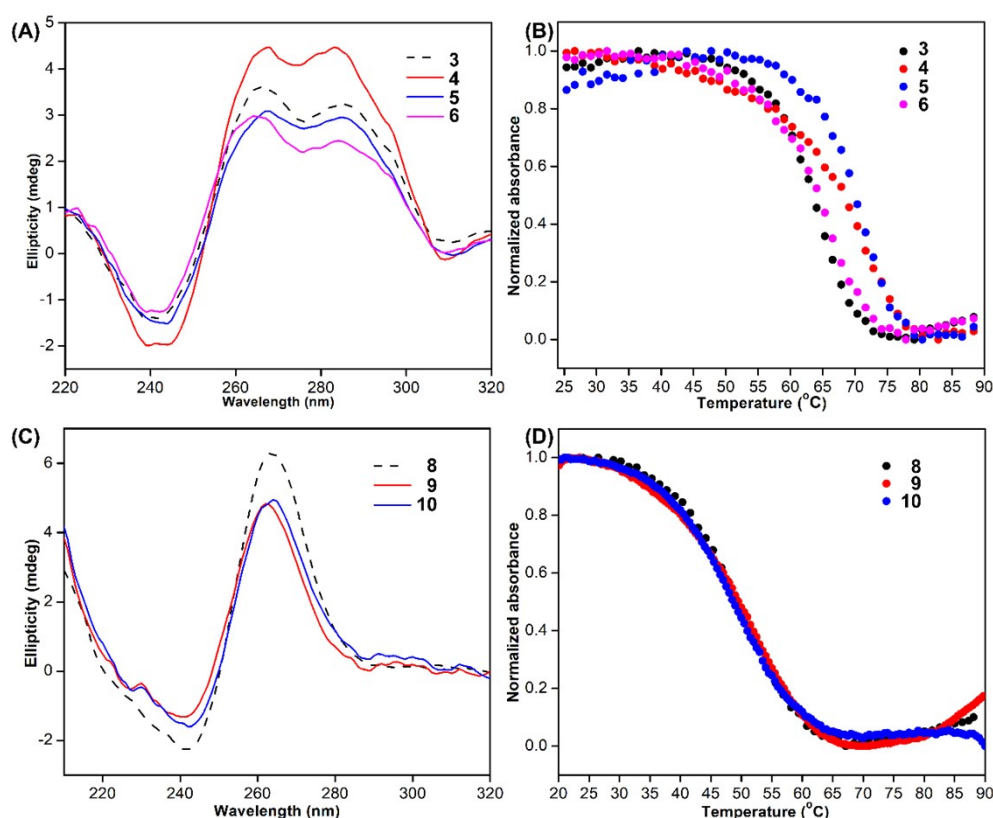 (A)
5
4
3
2
1
0
-1
-2
Ellipticity (mdeg)
220 240 260 280 300 320
Wavelength (nm)
3
4
5
6
(B)
1.0
0.8
0.6
0.4
0.2
0.0
Normalized absorbance
25 30 35 40 45 50 55 60 65 70 75 80 85 90
Temperature (°C)
3
4
5
6
(C)
6
4
2
0
-2
Ellipticity (mdeg)
220 240 260 280 300 320
Wavelength (nm)
8
9
10
(D)
1.0
0.8
0.6
0.4
0.2
0.0
Normalized absorbance
20 25 30 35 40 45 50 55 60 65 70 75 80 85 90
Temperature (°C)
8
9
10